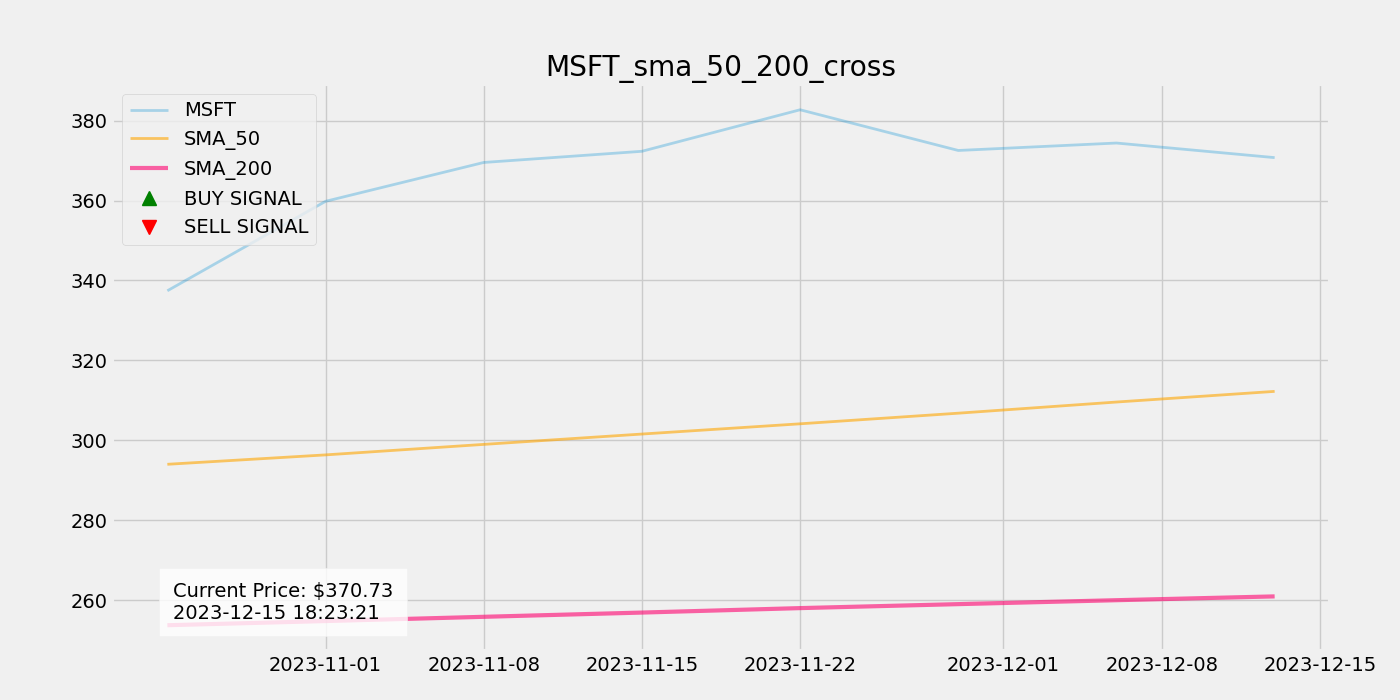 MSFT_sma_50_200_cross
MSFT
SMA_50
SMA_200
BUY SIGNAL
SELL SIGNAL
380
360
340
320
300
280
260
Current Price: $370.73
2023-12-15 18:23:21
2023-11-01
2023-11-08
2023-11-15
2023-11-22
2023-12-01
2023-12-08
2023-12-15